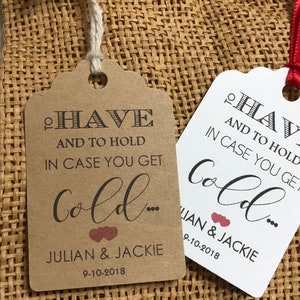 to HAVE
AND TO HOLD
IN CASE YOU GET
Cold...
JULIAN & JACKIE
9-10-2018
to HAVE
AND TO HOLD
IN CASE YOU GET
Cold...
JULIAN & JACKIE
9-10-2018